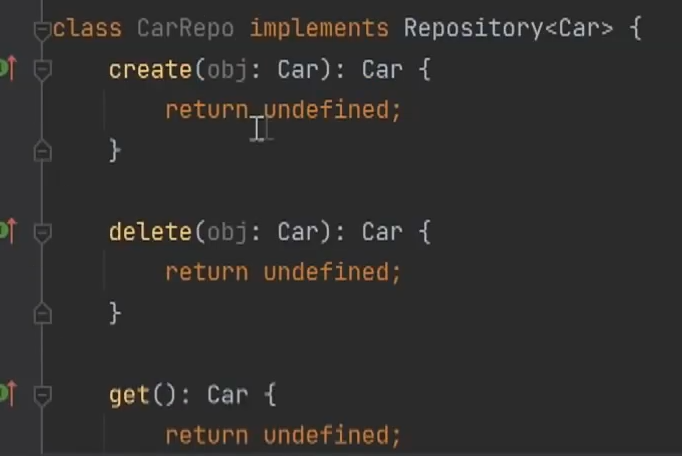 class CarRepo implements Repository<Car> {
create(obj: Car): Car {
return undefined;
}
delete(obj: Car): Car {
return undefined;
}
get(): Car {
return undefined;